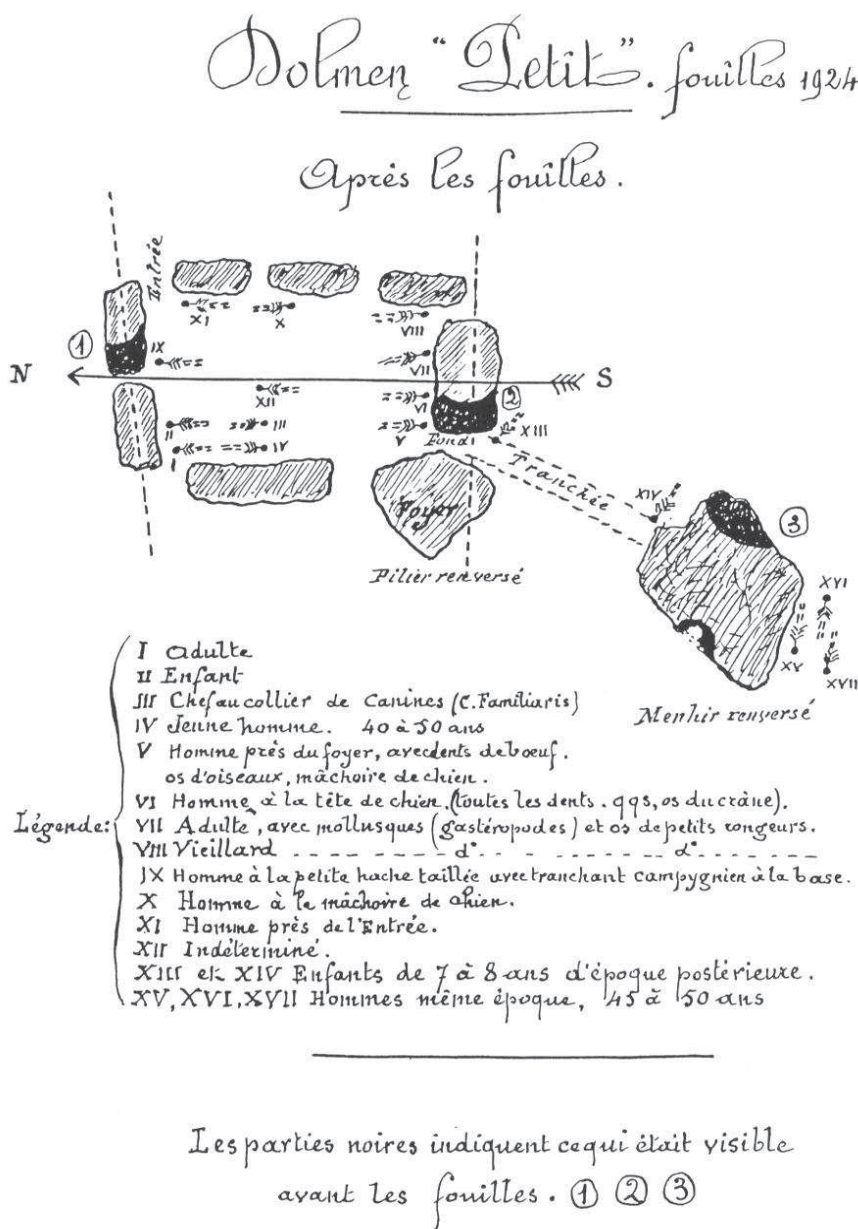 Dolmen "Petit". fouilles 1924
Après les fouilles.
Entrée
1
IX
XI
X
VIII
VII
N
S
XII
VI
2
II
III
V
XIII
I
IV
Fond
Tranchée
Foyer
XIV
3
Pilier renversé
XVI
XV
XVII
Menhir renversé
Légende:
I Adulte
II Enfant
III Chef au collier de Canines (C. Familiaris)
IV Jeune homme. 40 à 50 ans
V Homme près du foyer, avec dents de boeuf.
os d'oiseaux, mâchoire de chien.
VI Homme à la tête de chien. (toutes les dents. qqs, os du crâne).
VII Adulte, avec mollusques (gastéropodes) et os de petits rongeurs.
VIII Vieillard _ _ _ _ _ _ d° _ _ _ _ _ _ _ d° _ _ _ _ _
IX Homme à la petite hache taillée avec tranchant campygnien à la base.
X Homme à le mâchoire de chien.
XI Homme près de l'Entrée.
XII Indéterminé.
XIII et XIV Enfants de 7 à 8 ans d'époque postérieure.
XV, XVI, XVII Hommes même époque, 45 à 50 ans
Les parties noires indiquent ce qui était visible
avant les fouilles. 1 2 3